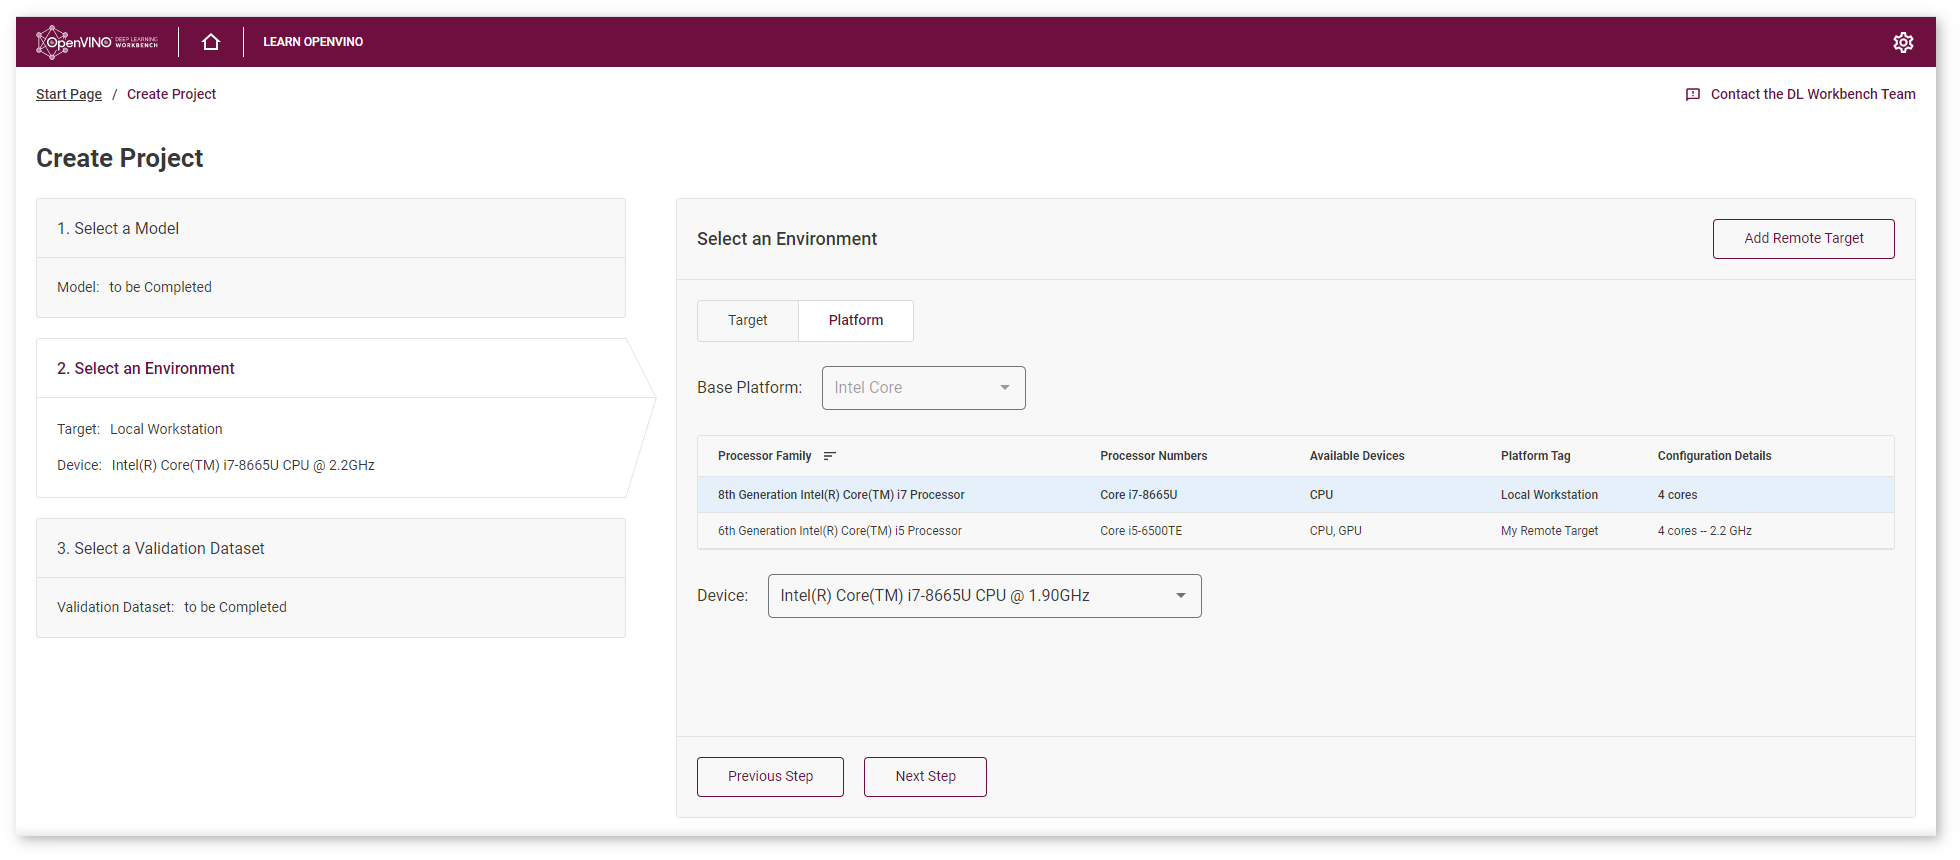 OpenVINO DEEP LEARNING WORKBENCH
LEARN OPENVINO
Start Page / Create Project
Contact the DL Workbench Team
Create Project
1. Select a Model
Model: to be Completed
2. Select an Environment
Target: Local Workstation
Device: Intel(R) Core(TM) i7-8665U CPU @ 2.2GHz
3. Select a Validation Dataset
Validation Dataset: to be Completed
Select an Environment
Add Remote Target
Target Platform
Base Platform: Intel Core
Processor Family Processor Numbers Available Devices Platform Tag Configuration Details
8th Generation Intel(R) Core(TM) i7 Processor Core i7-8665U CPU Local Workstation 4 cores
6th Generation Intel(R) Core(TM) i5 Processor Core i5-6500TE CPU, GPU My Remote Target 4 cores -- 2.2 GHz
Device: Intel(R) Core(TM) i7-8665U CPU @ 1.90GHz
Previous Step Next Step